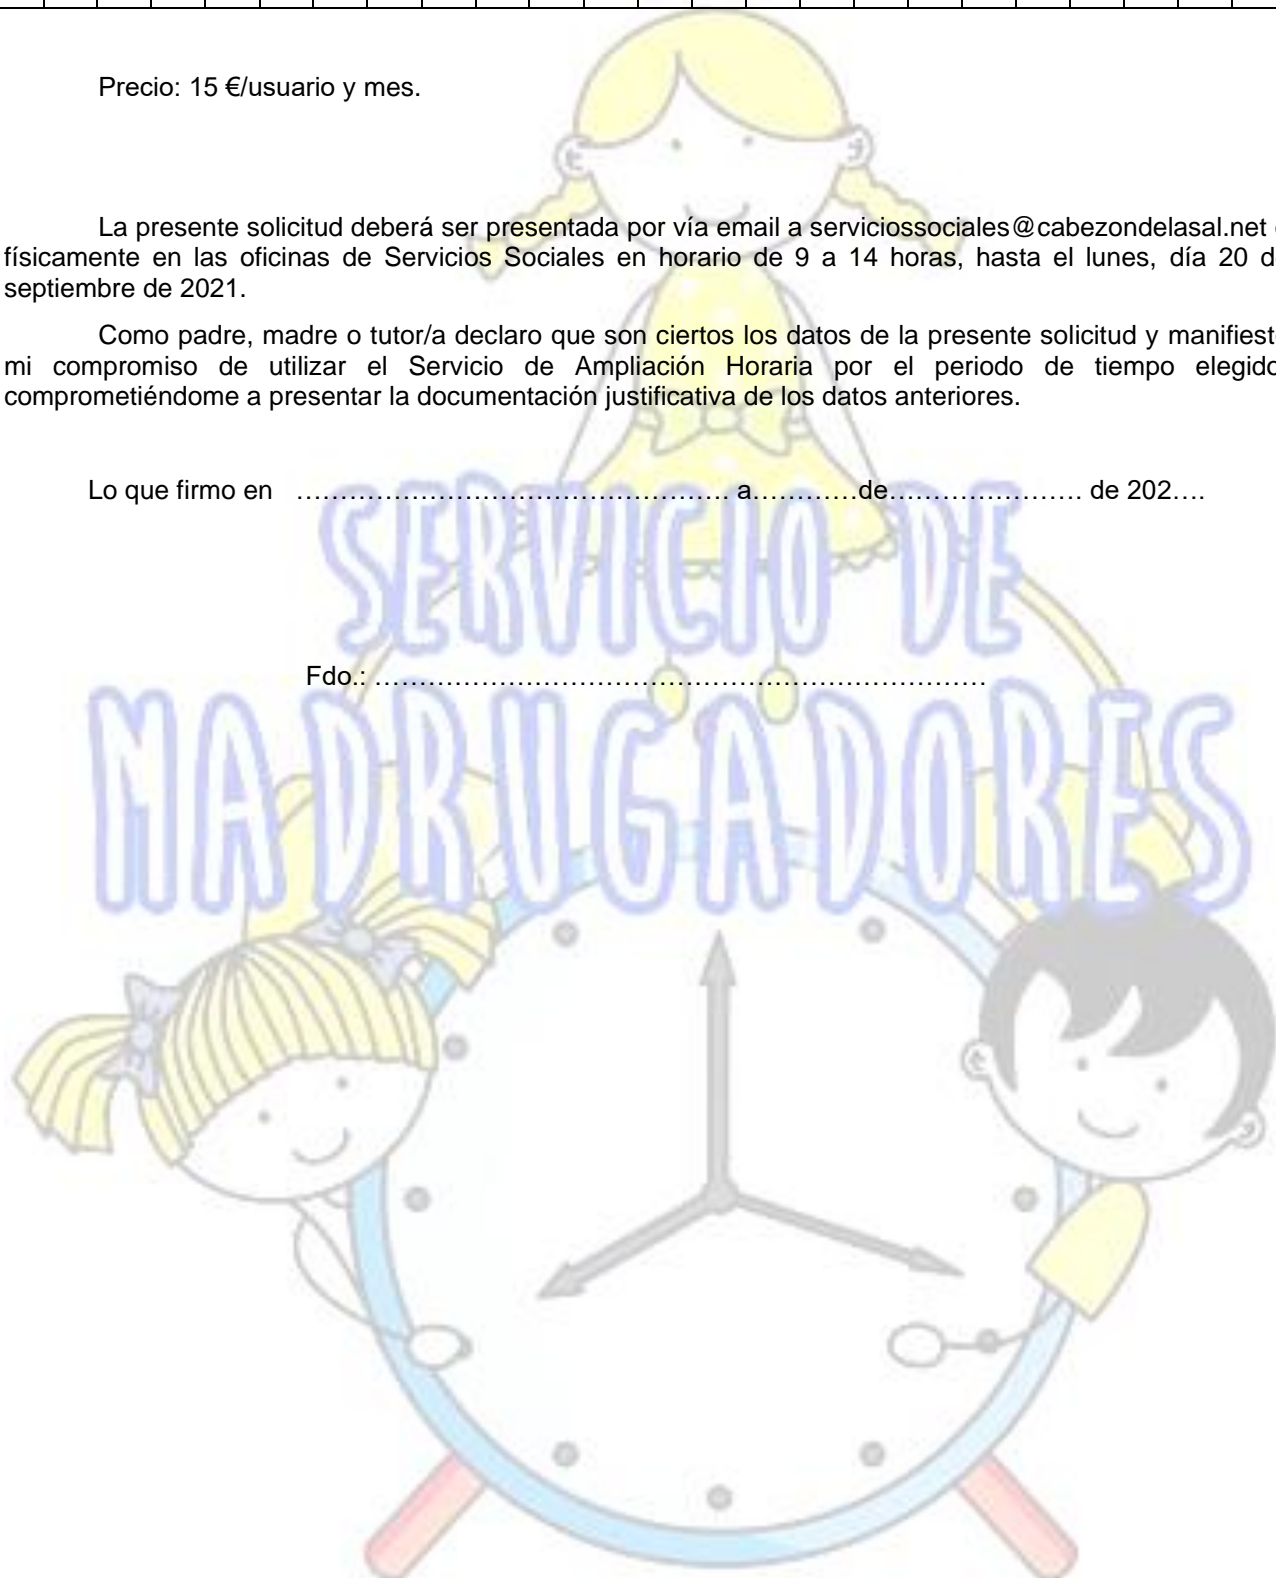 Precio: 15 €/usuario y mes.
La presente solicitud deberá ser presentada por vía email a serviciossociales@cabezondelasal.net
físicamente en las oficinas de Servicios Sociales en horario de 9 a 14 horas, hasta el lunes, día 20
septiembre de 2021.
Como padre, madre o tutor/a declaro que son ciertos los datos de la presente solicitud y manifiest
mi compromiso de utilizar el Servicio de Ampliación Horaria por el periodo de tiempo elegido
comprometiéndome a presentar la documentación justificativa de los datos anteriores.
Lo que firmo en ………………………………………… a…………de…………………. de 202….
Fdo.: ……………………………………………………………
SERVICIO DE
MADRUGADORES